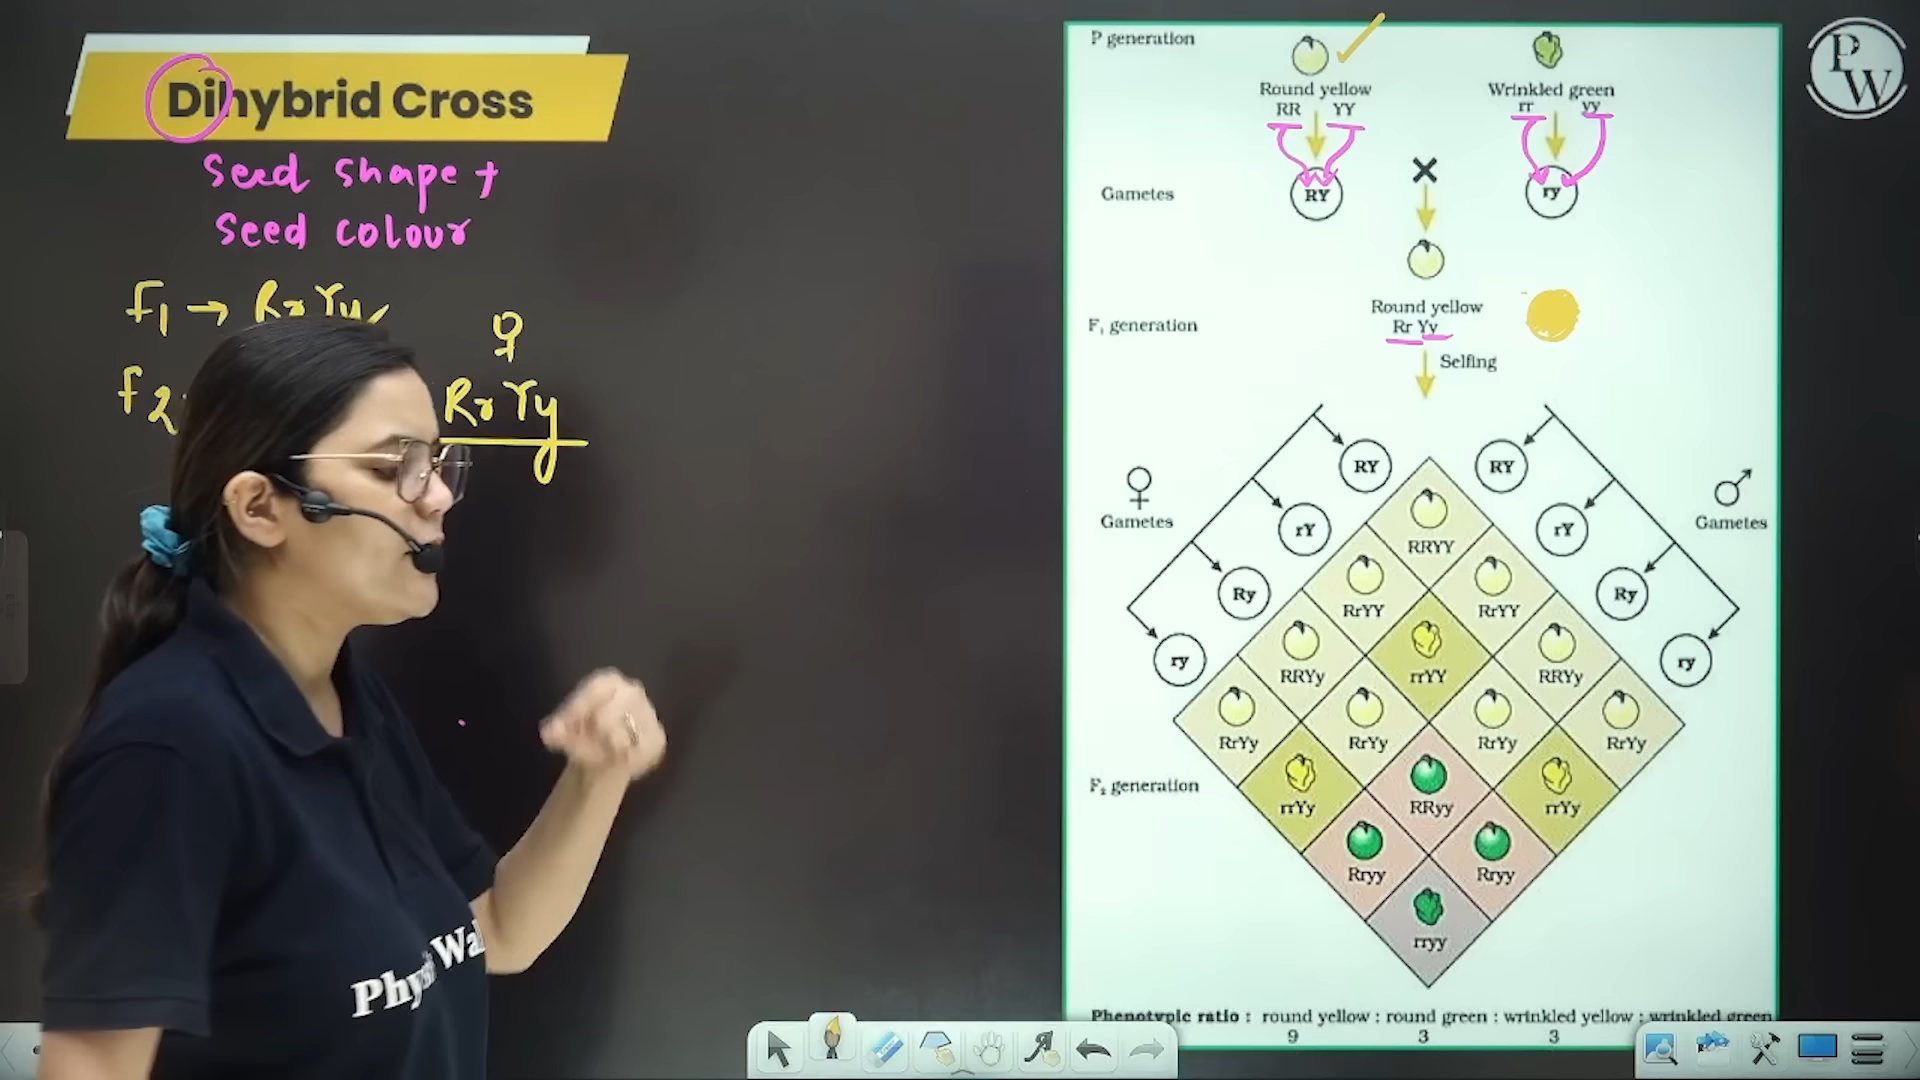 Dihybrid Cross
Seed shape +
Seed colour
F1 → RrYy
♀
F2
RrYy
PW
P generation
Round yellow
RR YY
Wrinkled green
rr yy
Gametes
RY
×
ry
Round yellow
F1 generation
Rr Yy
Selfing
RY
RY
♀
Gametes
♂
Gametes
rY
rY
RRYY
Ry
Ry
RrYY
RrYY
ry
ry
RRYy
rrYY
RRYy
RrYy
RrYy
RrYy
RrYy
F2 generation
rrYy
RRyy
rrYy
Rryy
Rryy
rryy
Phenotypic ratio : round yellow : round green : wrinkled yellow : wrinkled green
9 3 3